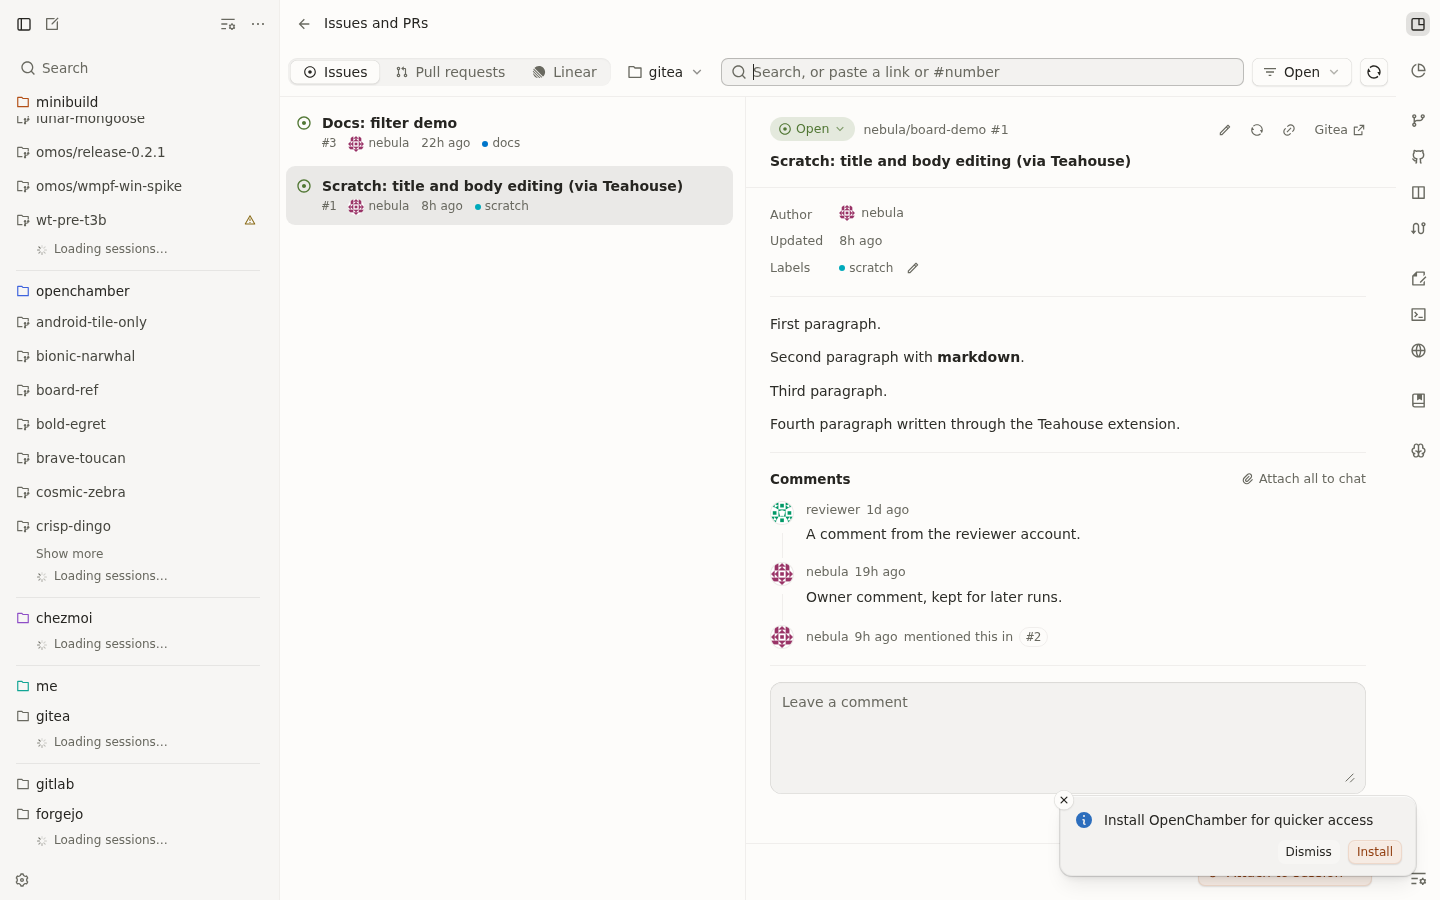 Search
minibuild
lunar-mongoose
omos/release-0.2.1
omos/wmpf-win-spike
wt-pre-t3b
Loading sessions...
openchamber
android-tile-only
bionic-narwhal
board-ref
bold-egret
brave-toucan
cosmic-zebra
crisp-dingo
Show more
Loading sessions...
chezmoi
Loading sessions...
me
gitea
Loading sessions...
gitlab
forgejo
Loading sessions...
Issues and PRs
Issues Pull requests Linear gitea Search, or paste a link or #number Open
Docs: filter demo
#3 nebula 22h ago docs
Scratch: title and body editing (via Teahouse)
#1 nebula 8h ago scratch
Open nebula/board-demo #1 Gitea
Scratch: title and body editing (via Teahouse)
Author nebula
Updated 8h ago
Labels scratch
First paragraph.
Second paragraph with markdown.
Third paragraph.
Fourth paragraph written through the Teahouse extension.
Comments Attach all to chat
reviewer 1d ago
A comment from the reviewer account.
nebula 19h ago
Owner comment, kept for later runs.
nebula 9h ago mentioned this in #2
Leave a comment
Install OpenChamber for quicker access
Dismiss Install